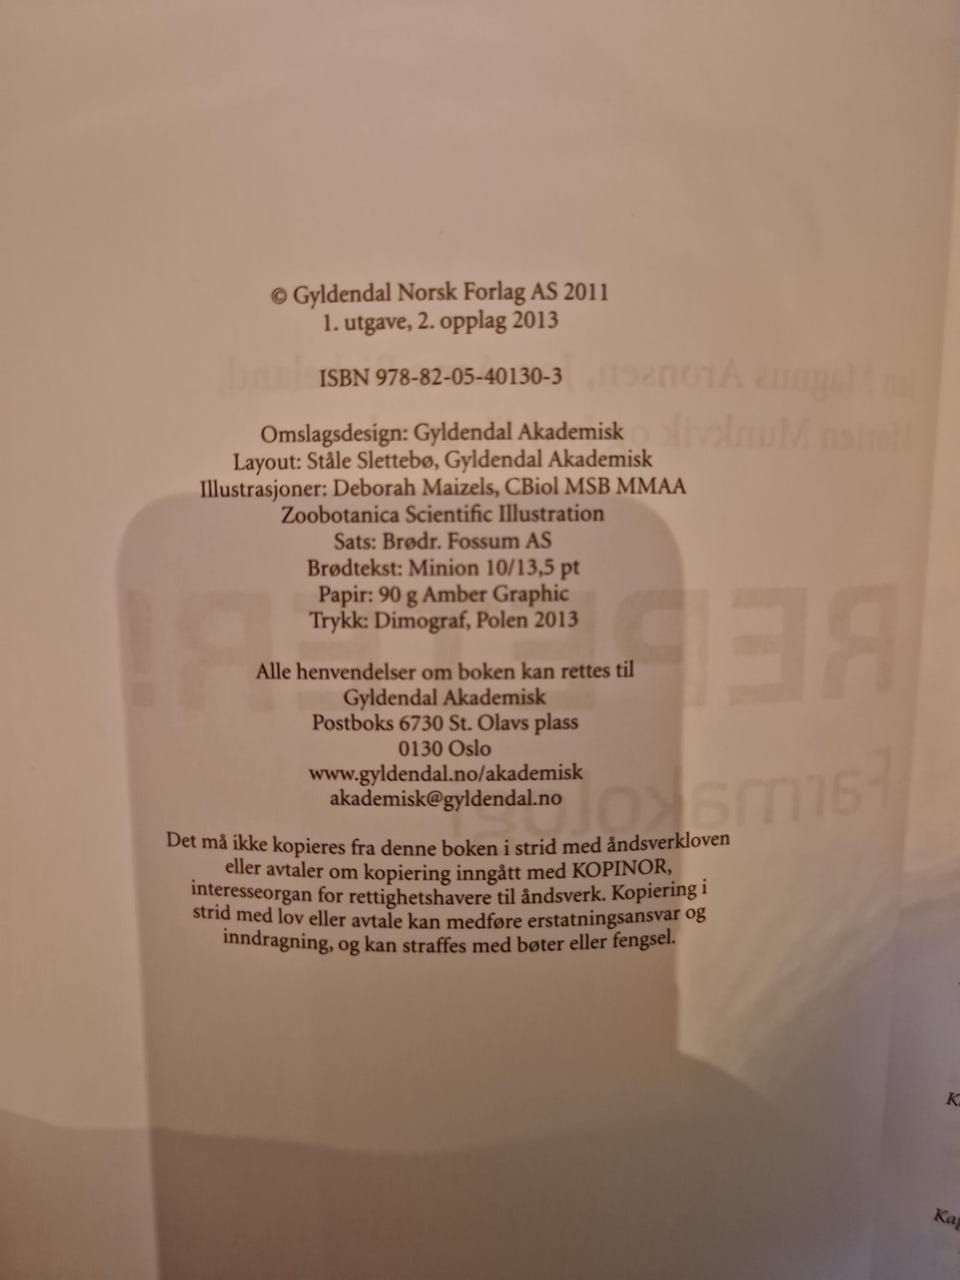 © Gyldendal Norsk Forlag AS 2011
1. utgave, 2. opplag 2013
ISBN 978-82-05-40130-3
Omslagsdesign: Gyldendal Akademisk
Layout: Ståle Slettebø, Gyldendal Akademisk
Illustrasjoner: Deborah Maizels, CBiol MSB MMAA
Zoobotanica Scientific Illustration
Sats: Brødr. Fossum AS
Brødtekst: Minion 10/13,5 pt
Papir: 90 g Amber Graphic
Trykk: Dimograf, Polen 2013
Alle henvendelser om boken kan rettes til
Gyldendal Akademisk
Postboks 6730 St. Olavs plass
0130 Oslo
www.gyldendal.no/akademisk
akademisk@gyldendal.no
Det må ikke kopieres fra denne boken i strid med åndsverkloven
eller avtaler om kopiering inngått med KOPINOR,
interesseorgan for rettighetshavere til åndsverk. Kopiering i
strid med lov eller avtale kan medføre erstatningsansvar og
inndragning, og kan straffes med bøter eller fengsel.